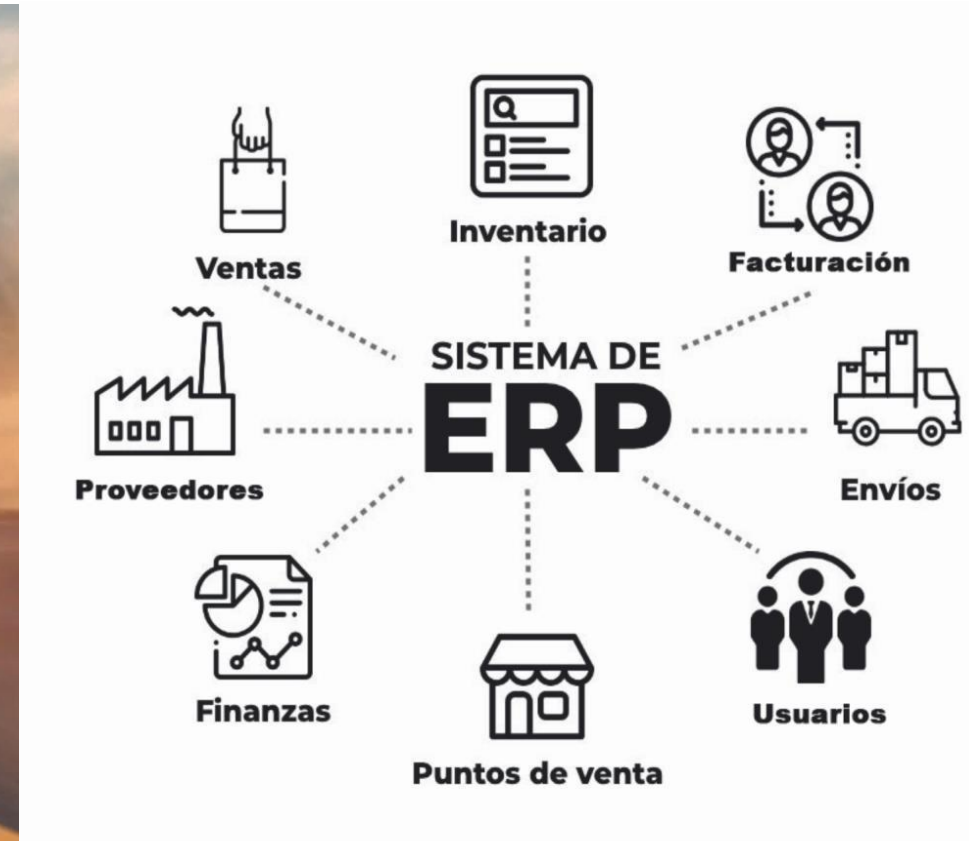 Inventario
Facturación
Ventas
SISTEMA DE
ERP
Proveedores
Envíos
Finanzas
Usuarios
Puntos de venta